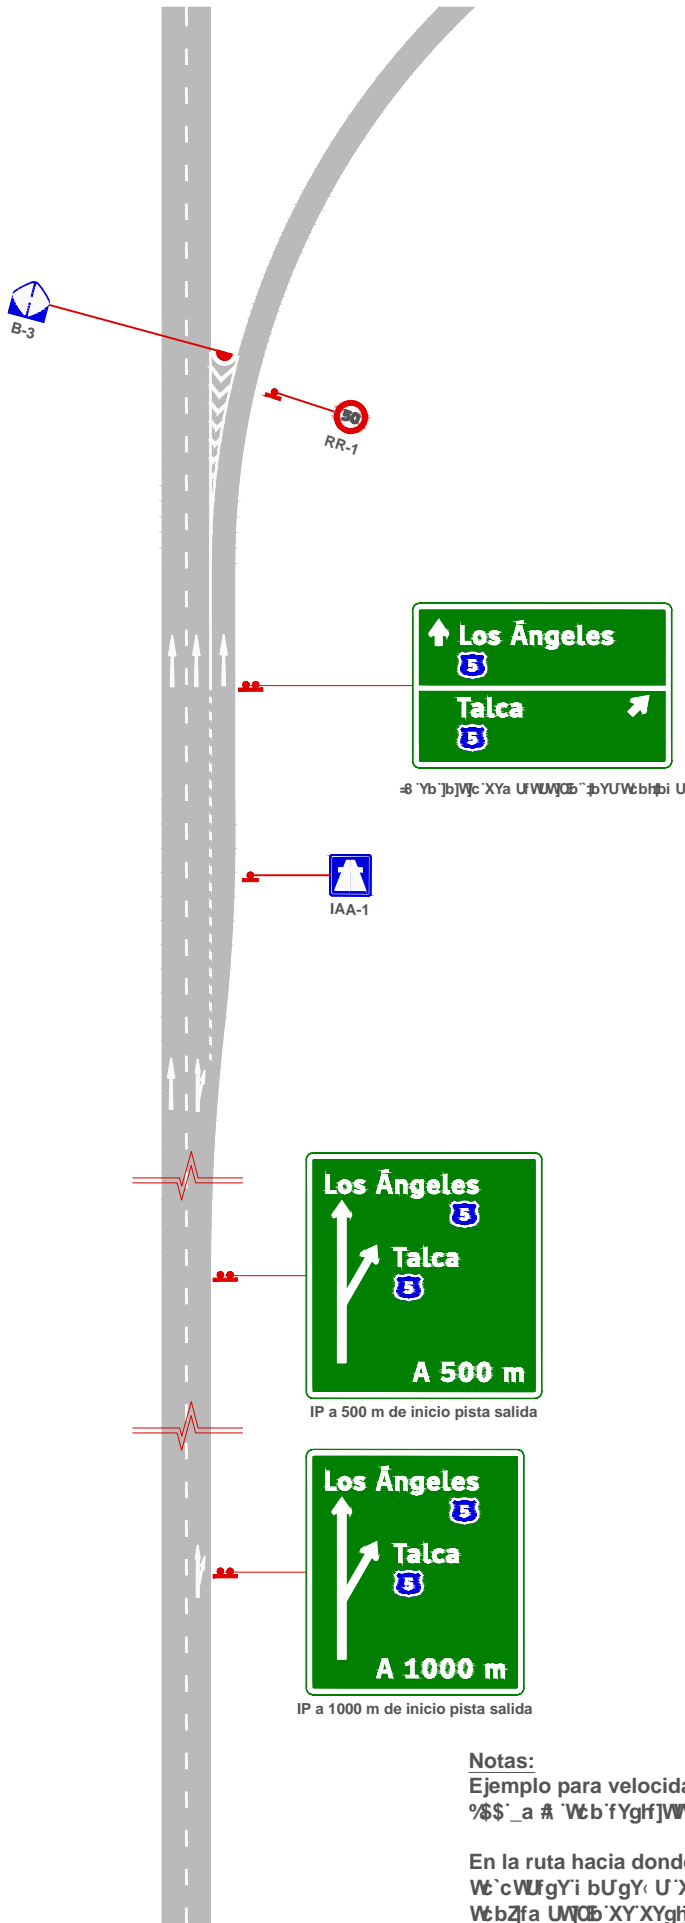 B-3
50
RR-1
Los Ángeles
5
Talca
5
IAA-1
Los Ángeles
5
Talca
5
A 500 m
IP a 500 m de inicio pista salida
Los Ángeles
5
Talca
5
A 1000 m
IP a 1000 m de inicio pista salida
Notas:
Ejemplo para
En la ruta hacia